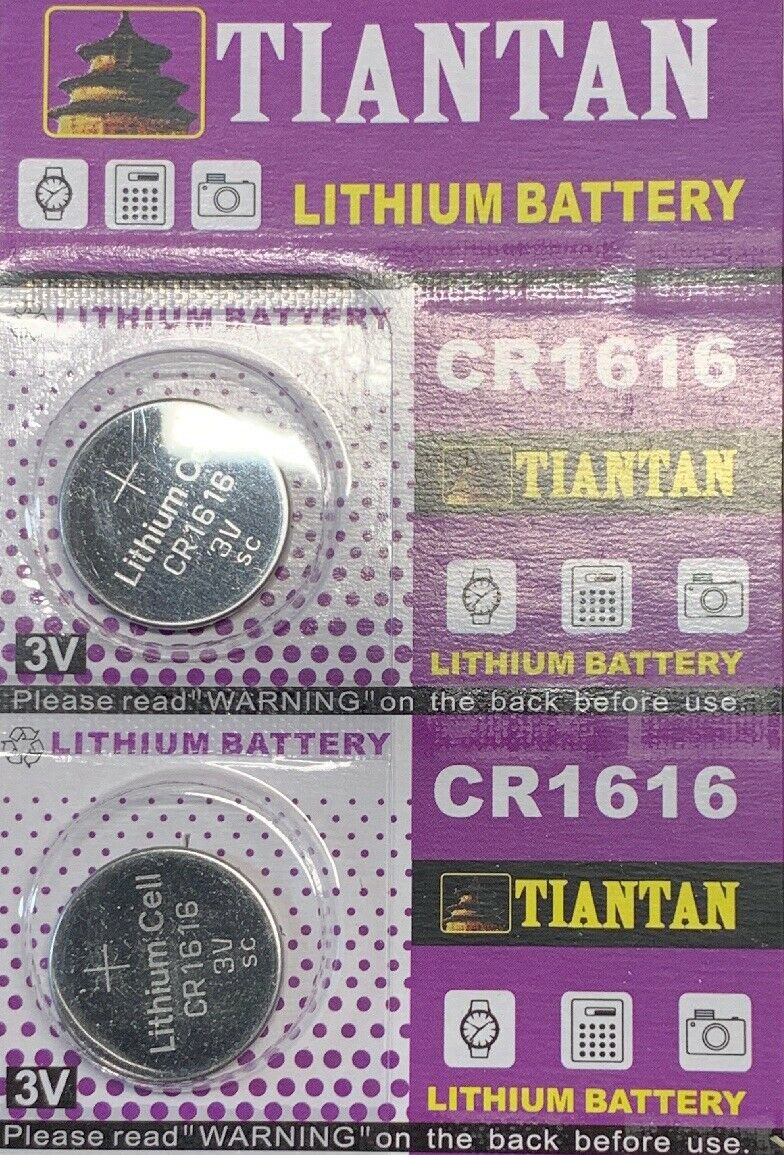 TIANTAN
LITHIUM BATTERY
LITHIUM BATTERY
CR1616
TIANTAN
+
Lithium
CR1616
3V
SC
3V
LITHIUM BATTERY
Please read "WARNING" on the back before use.
LITHIUM BATTERY
CR1616
TIANTAN
+
Lithium Cell
CR1616
3V
SC
3V
LITHIUM BATTERY
Please read "WARNING" on the back before use.